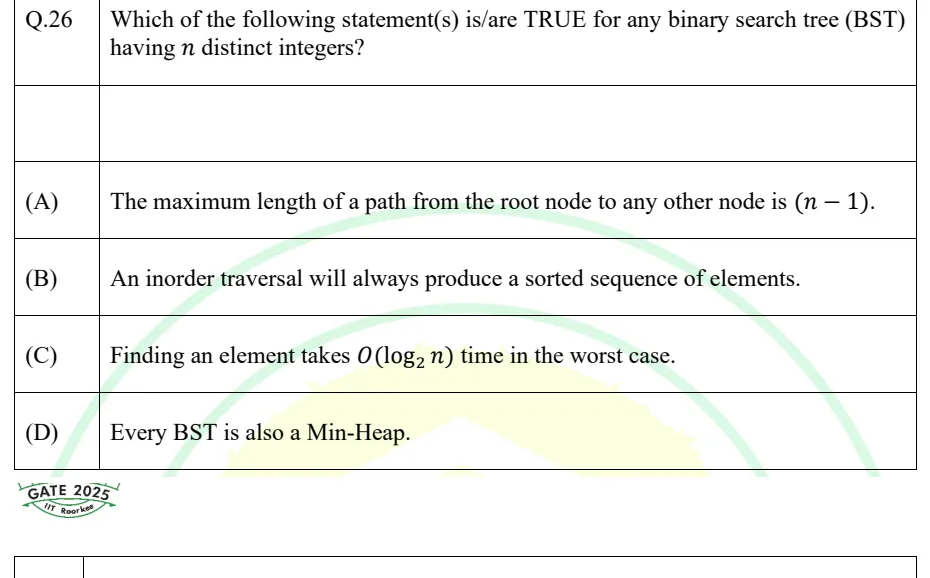 Q.26 Which of the following statement(s) is/are TRUE for any binary search tree (BST)
having 𝑛 distinct integers?
(A) The maximum length of a path from the root node to any other node is (𝑛 − 1).
(B) An inorder traversal will always produce a sorted sequence of elements.
(C) Finding an element takes 𝑂(log₂ 𝑛) time in the worst case.
(D) Every BST is also a Min-Heap.
GATE 2025
IIT Roorkee